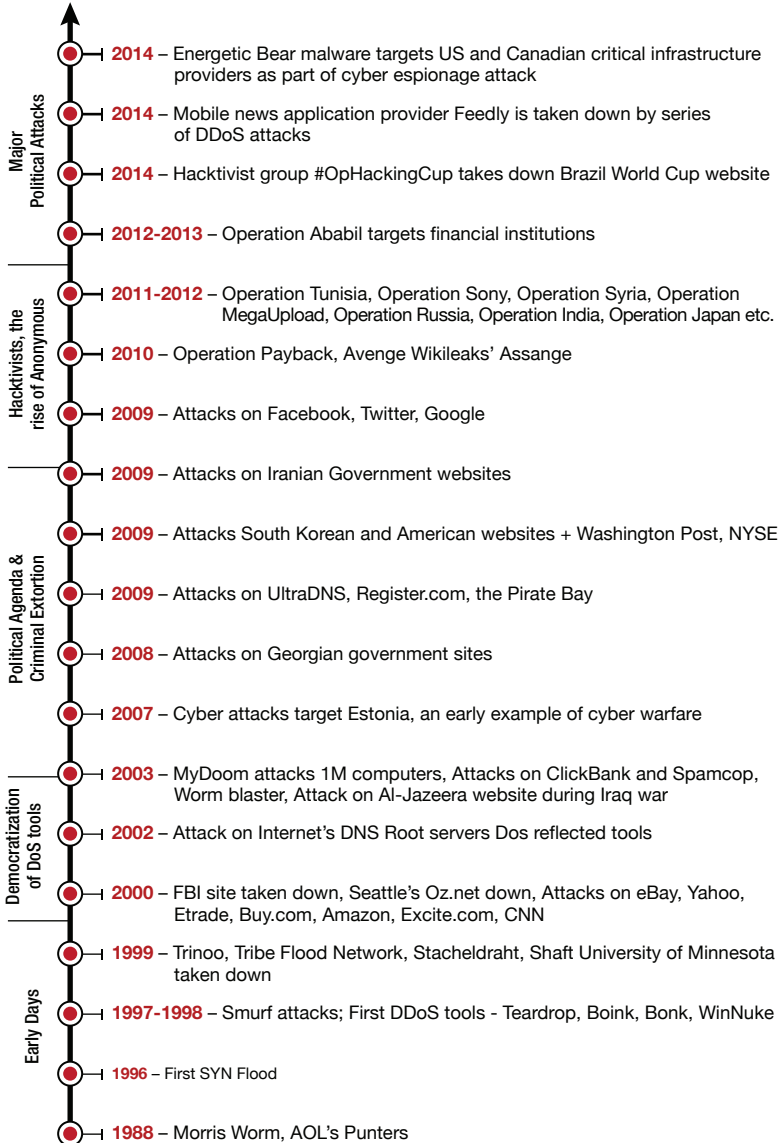 2014 – Energetic Bear malware targets US and Canadian critical infrastructure
providers as part of cyber espionage attack
2014 – Mobile news application provider Feedly is taken down by series
of DDoS attacks
2014 – Hacktivist group #OpHackingCup takes down Brazil World Cup website
2012-2013 – Operation Ababil targets financial institutions
Major
Political Attacks
2011-2012 – Operation Tunisia, Operation Sony, Operation Syria, Operation
MegaUpload, Operation Russia, Operation India, Operation Japan etc.
2010 – Operation Payback, Avenge Wikileaks’ Assange
2009 – Attacks on Facebook, Twitter, Google
Hacktivists, the
rise of Anonymous
2009 – Attacks on Iranian Government websites
2009 – Attacks South Korean and American websites + Washington Post, NYSE
2009 – Attacks on UltraDNS, Register.com, the Pirate Bay
2008 – Attacks on Georgian government sites
2007 – Cyber attacks target Estonia, an early example of cyber warfare
Political Agenda &
Criminal Extortion
2003 – MyDoom attacks 1M computers, Attacks on ClickBank and Spamcop,
Worm blaster, Attack on Al-Jazeera website during Iraq war
2002 – Attack on Internet’s DNS Root servers Dos reflected tools
2000 – FBI site taken down, Seattle’s Oz.net down, Attacks on eBay, Yahoo,
Etrade, Buy.com, Amazon, Excite.com, CNN
Democratization
of DoS tools
1999 – Trinoo, Tribe Flood Network, Stacheldraht, Shaft University of Minnesota
taken down
1997-1998 – Smurf attacks; First DDoS tools - Teardrop, Boink, Bonk, WinNuke
1996 – First SYN Flood
1988 – Morris Worm, AOL’s Punters
Early Days